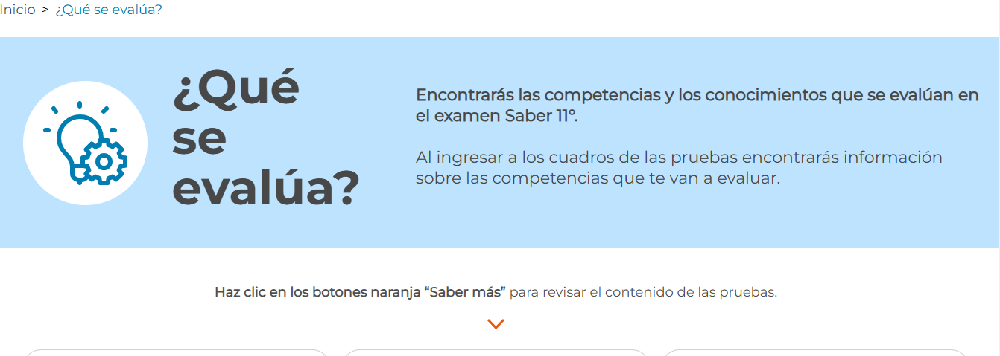 Inicio > ¿Qué se evalúa?
¿Qué
se
evalúa?
Encontrarás las competencias y los conocimientos que se evalúan en
el examen Saber 11°.
Al ingresar a los cuadros de las pruebas encontrarás información
sobre las competencias que te van a evaluar.
Haz clic en los botones naranja “Saber más” para revisar el contenido de las pruebas.